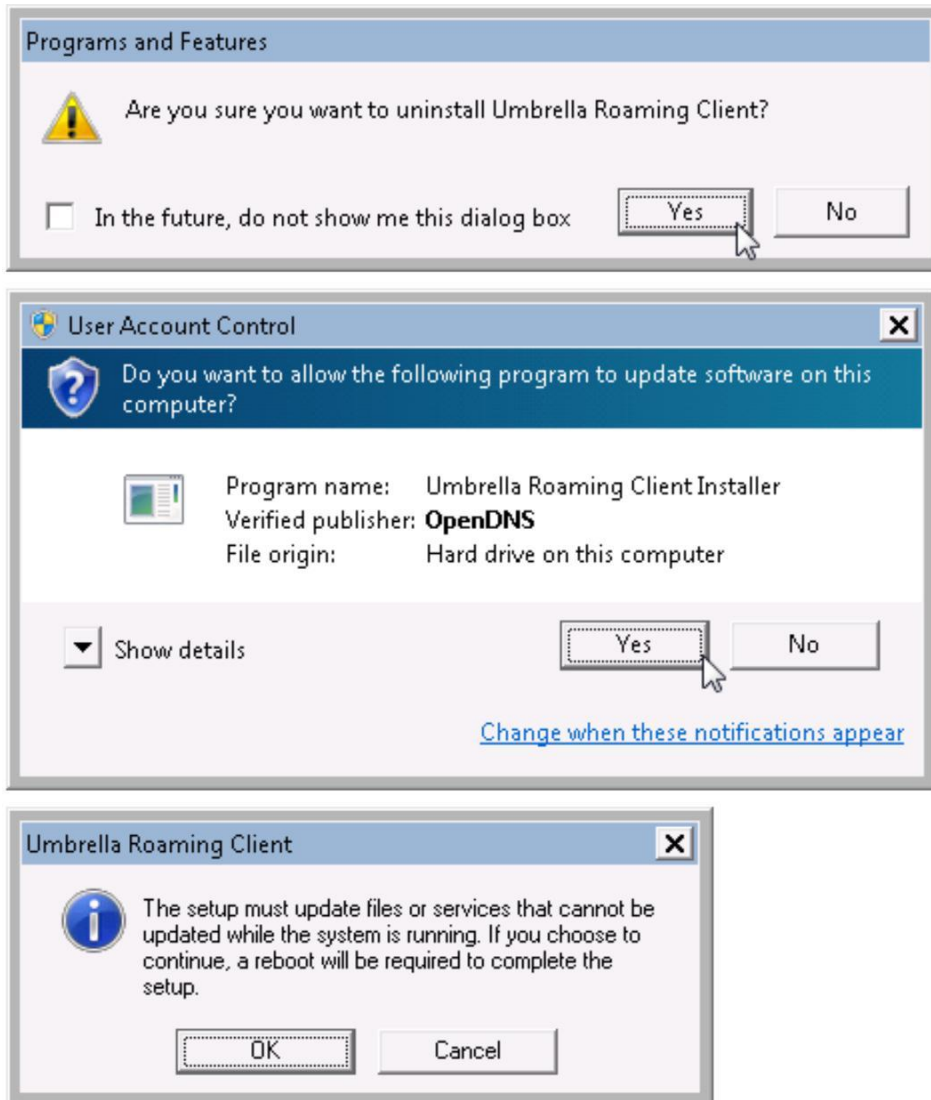 Programs and Features
Are you sure you want to uninstall Umbrella Roaming Client?
In the future, do not show me this dialog box
Yes
No
User Account Control
Do you want to allow the following program to update software on this
computer?
Program name: Umbrella Roaming Client Installer
Verified publisher: OpenDNS
File origin: Hard drive on this computer
Show details
Yes
No
Change when these notifications appear
Umbrella Roaming Client
The setup must update files or services that cannot be
updated while the system is running. If you choose to
continue, a reboot will be required to complete the
setup.
OK
Cancel